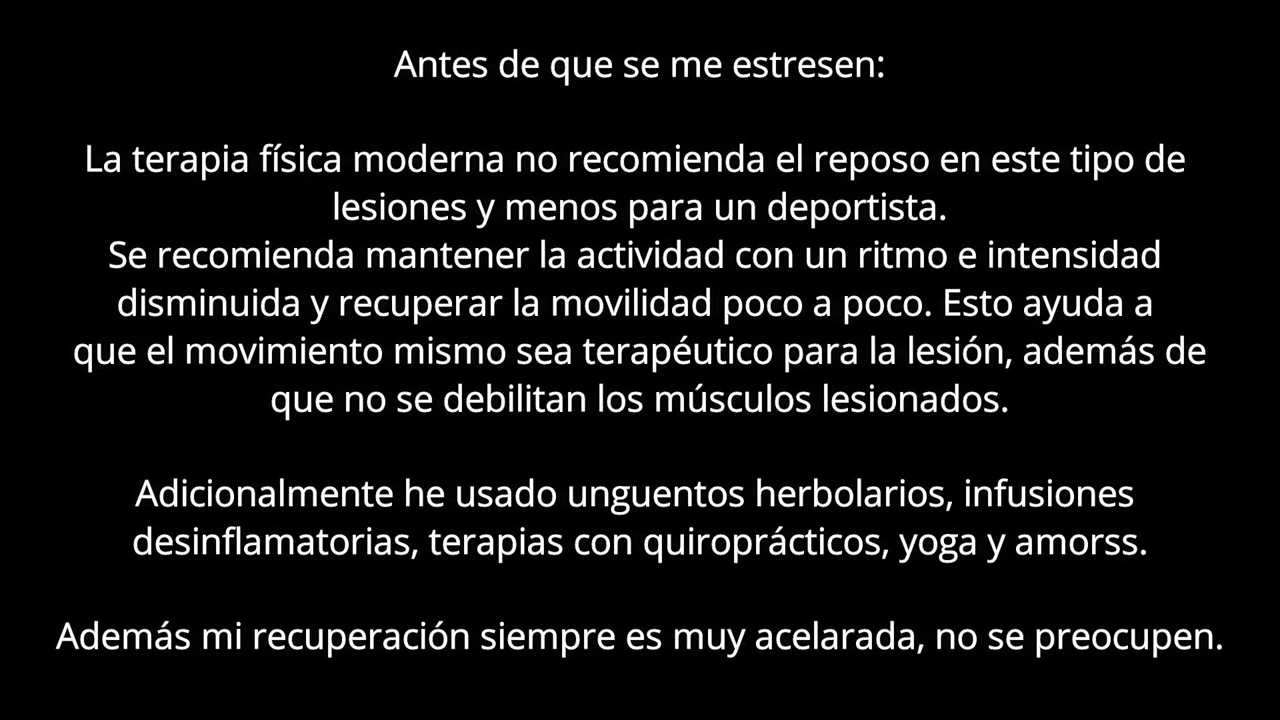 Antes de que se me estresen:
La terapia física moderna no recomienda el reposo en este tipo de
lesiones y menos para un deportista.
Se recomienda mantener la actividad con un ritmo e intensidad
disminuida y recuperar la movilidad poco a poco. Esto ayuda a
que el movimiento mismo sea terapéutico para la lesión, además de
que no se debilitan los músculos lesionados.
Adicionalmente he usado unguentos herbolarios, infusiones
desinflamatorias, terapias con quiroprácticos, yoga y amorss.
Además mi recuperación siempre es muy acelarada, no se preocupen.